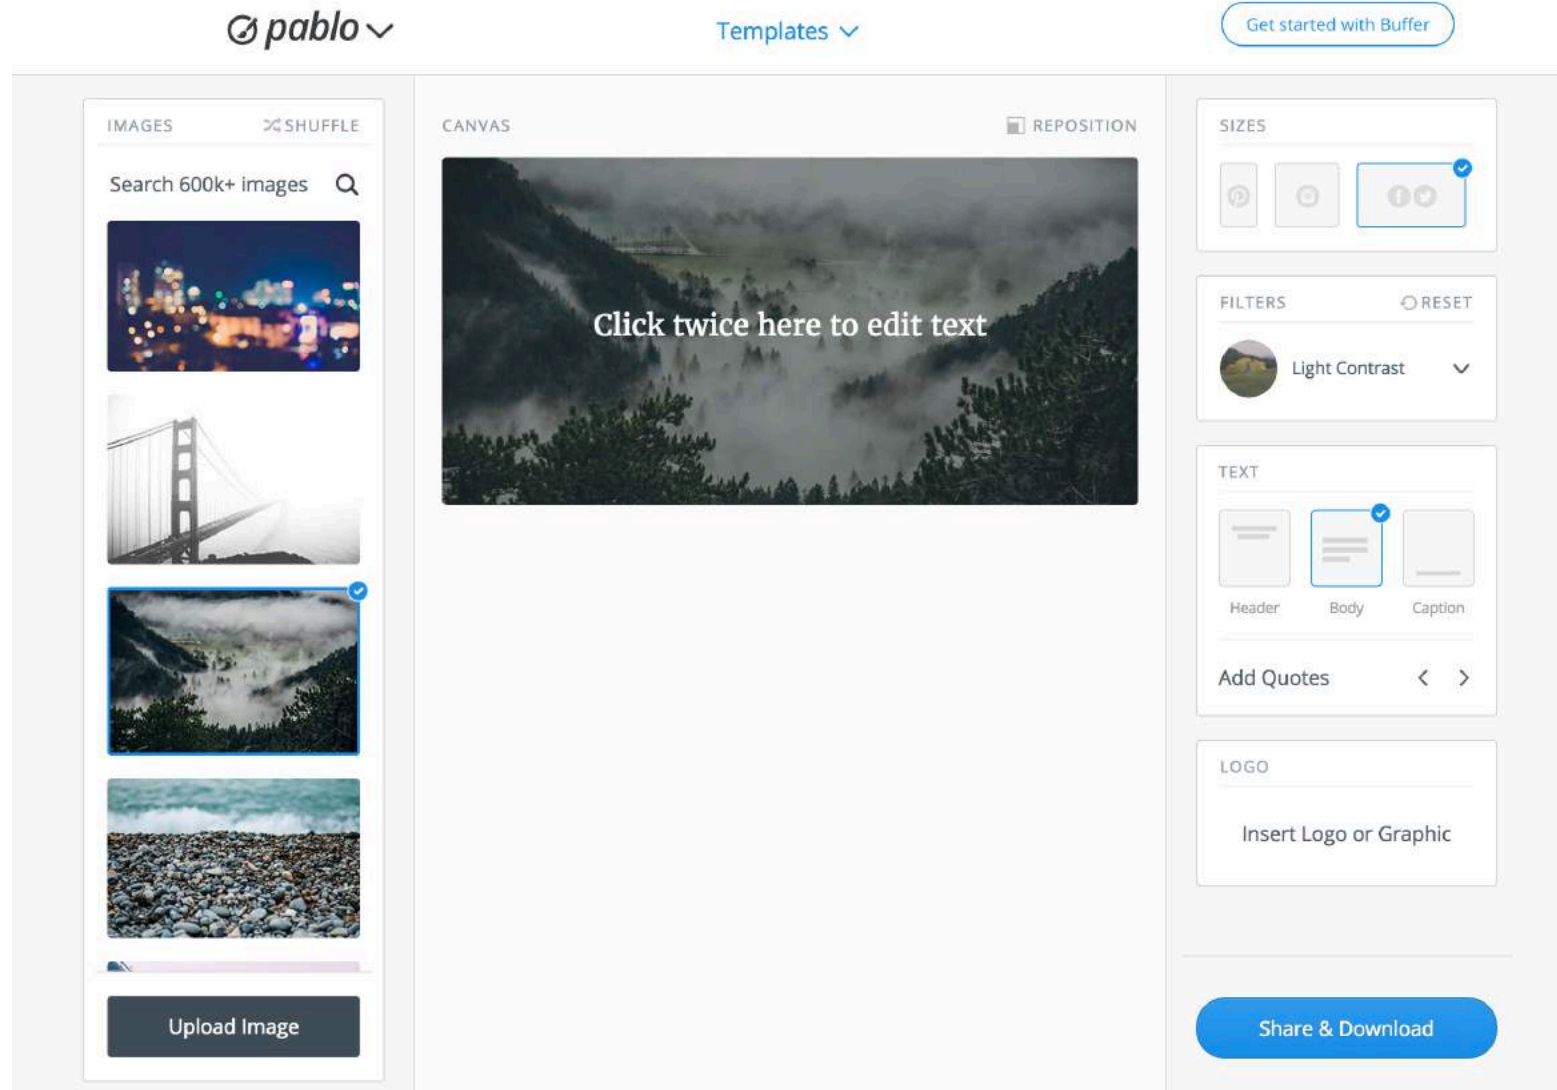 pablo
Templates
Get started with Buffer
IMAGES
SHUFFLE
Search 600k+ images
Upload Image
CANVAS
REPOSITION
Click twice here to edit text
SIZES
FILTERS
RESET
Light Contrast
TEXT
Header
Body
Caption
Add Quotes
LOGO
Insert Logo or Graphic
Share & Download